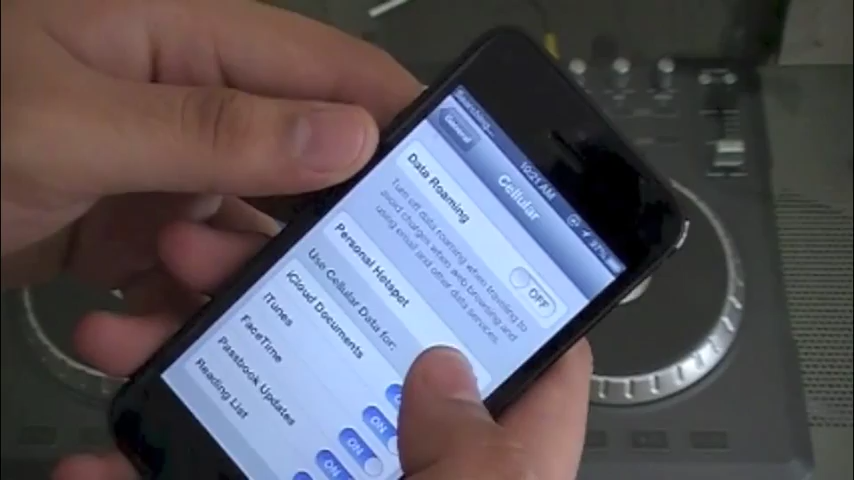 Searching...
10:21 AM
General
Cellular
Data Roaming
OFF
Turn off data roaming when traveling to
avoid charges when web browsing and
using email and other data services.
Personal Hotspot
Use Cellular Data for:
iCloud Documents
iTunes
ON
FaceTime
ON
Passbook Updates
ON
Reading List